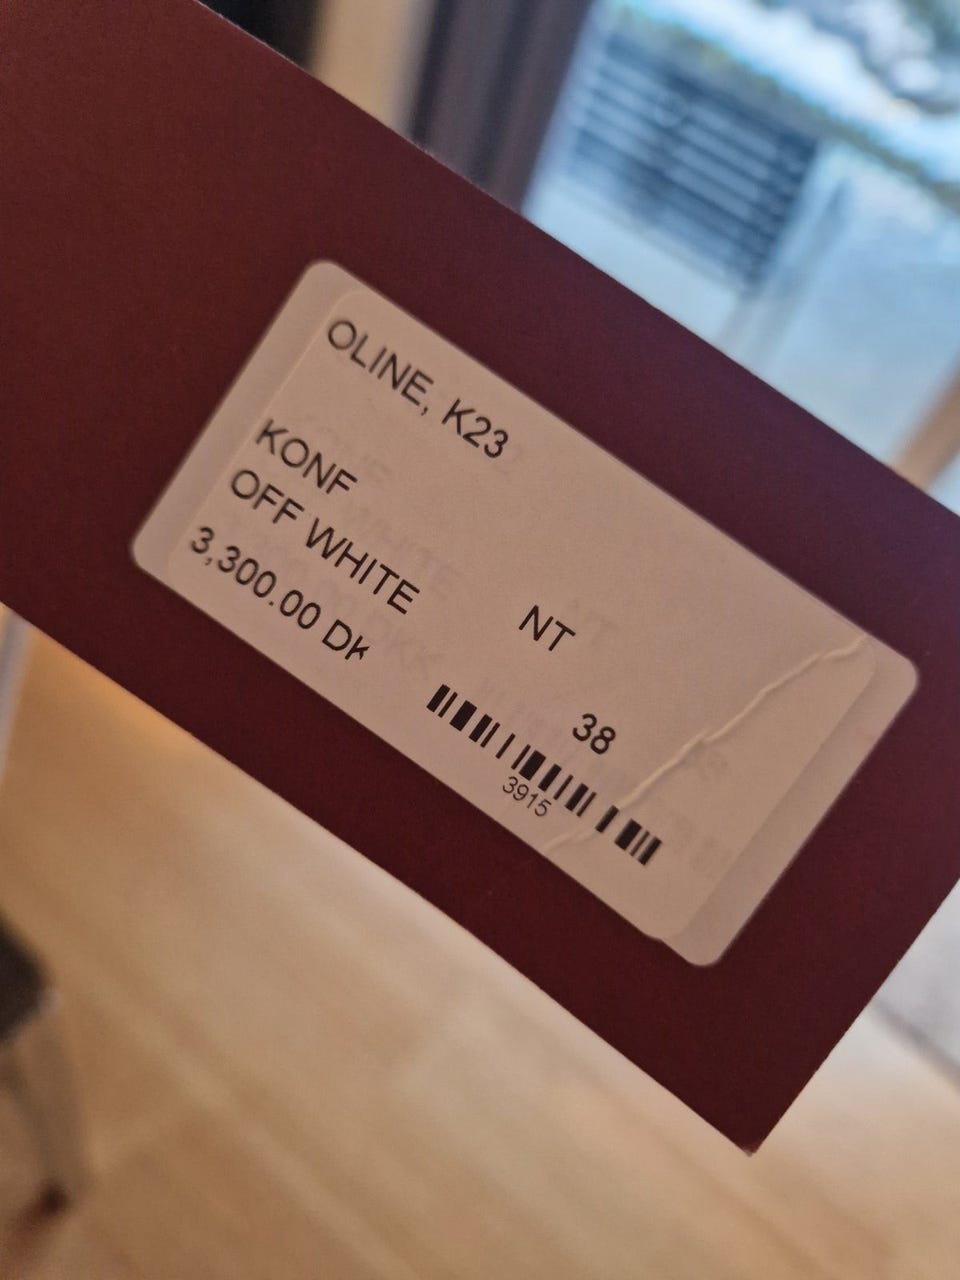 OLINE, K23
KONF
OFF WHITE
NT
3,300.00 DK
38
3915